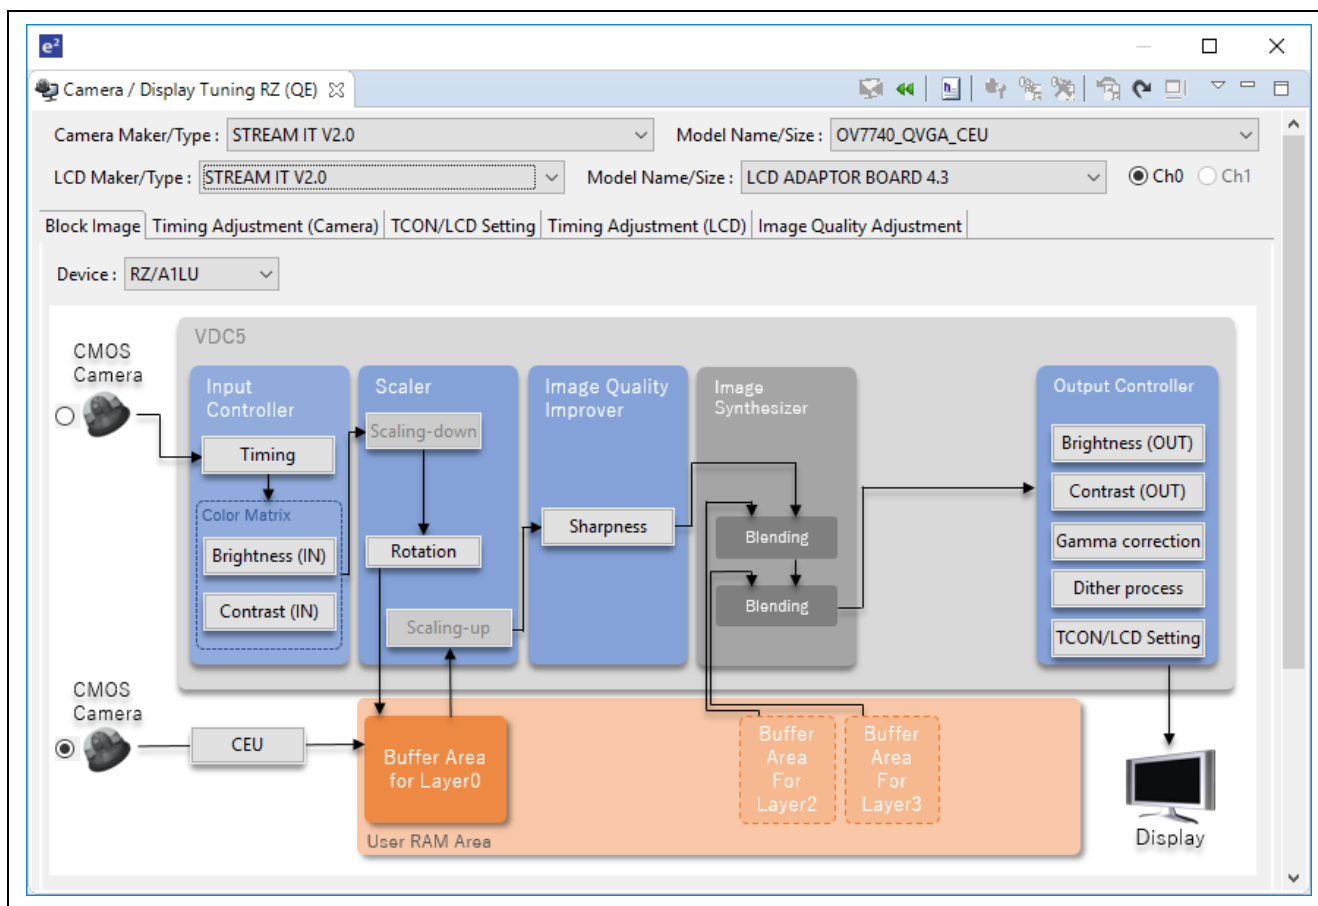 e²
Camera / Display Tuning RZ (QE)
Camera Maker/Type : STREAM IT V2.0 Model Name/Size : OV7740_QVGA_CEU
LCD Maker/Type : STREAM IT V2.0 Model Name/Size : LCD ADAPTOR BOARD 4.3 Ch0 Ch1
Block Image Timing Adjustment (Camera) TCON/LCD Setting Timing Adjustment (LCD) Image Quality Adjustment
Device : RZ/A1LU
VDC5
CMOS
Camera
Input
Controller
Timing
Color Matrix
Brightness (IN)
Contrast (IN)
Scaler
Scaling-down
Rotation
Scaling-up
Image Quality
Improver
Sharpness
Image
Synthesizer
Blending
Blending
Output Controller
Brightness (OUT)
Contrast (OUT)
Gamma correction
Dither process
TCON/LCD Setting
CMOS
Camera
CEU
Buffer Area
for Layer0
User RAM Area
Buffer
Area
For
Layer2
Buffer
Area
For
Layer3
Display